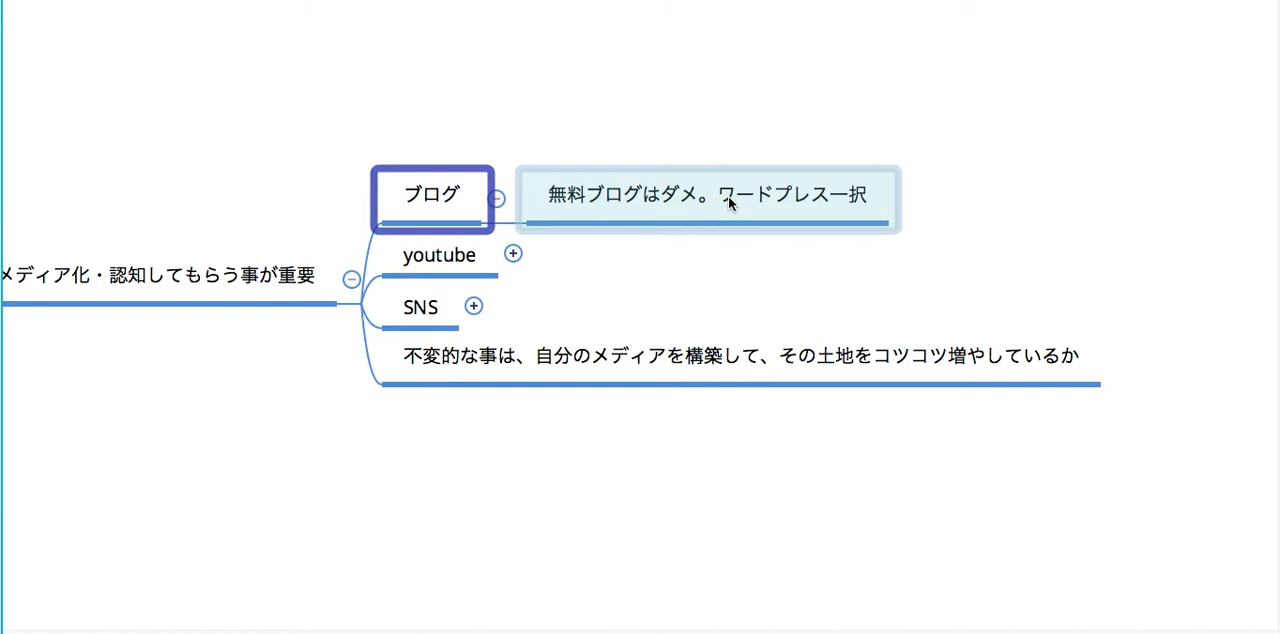 ブログ
無料ブログはダメ。ワードプレス一択
youtube
メディア化・認知してもらう事が重要
SNS
不変的な事は、自分のメディアを構築して、その土地をコツコツ増やしているか